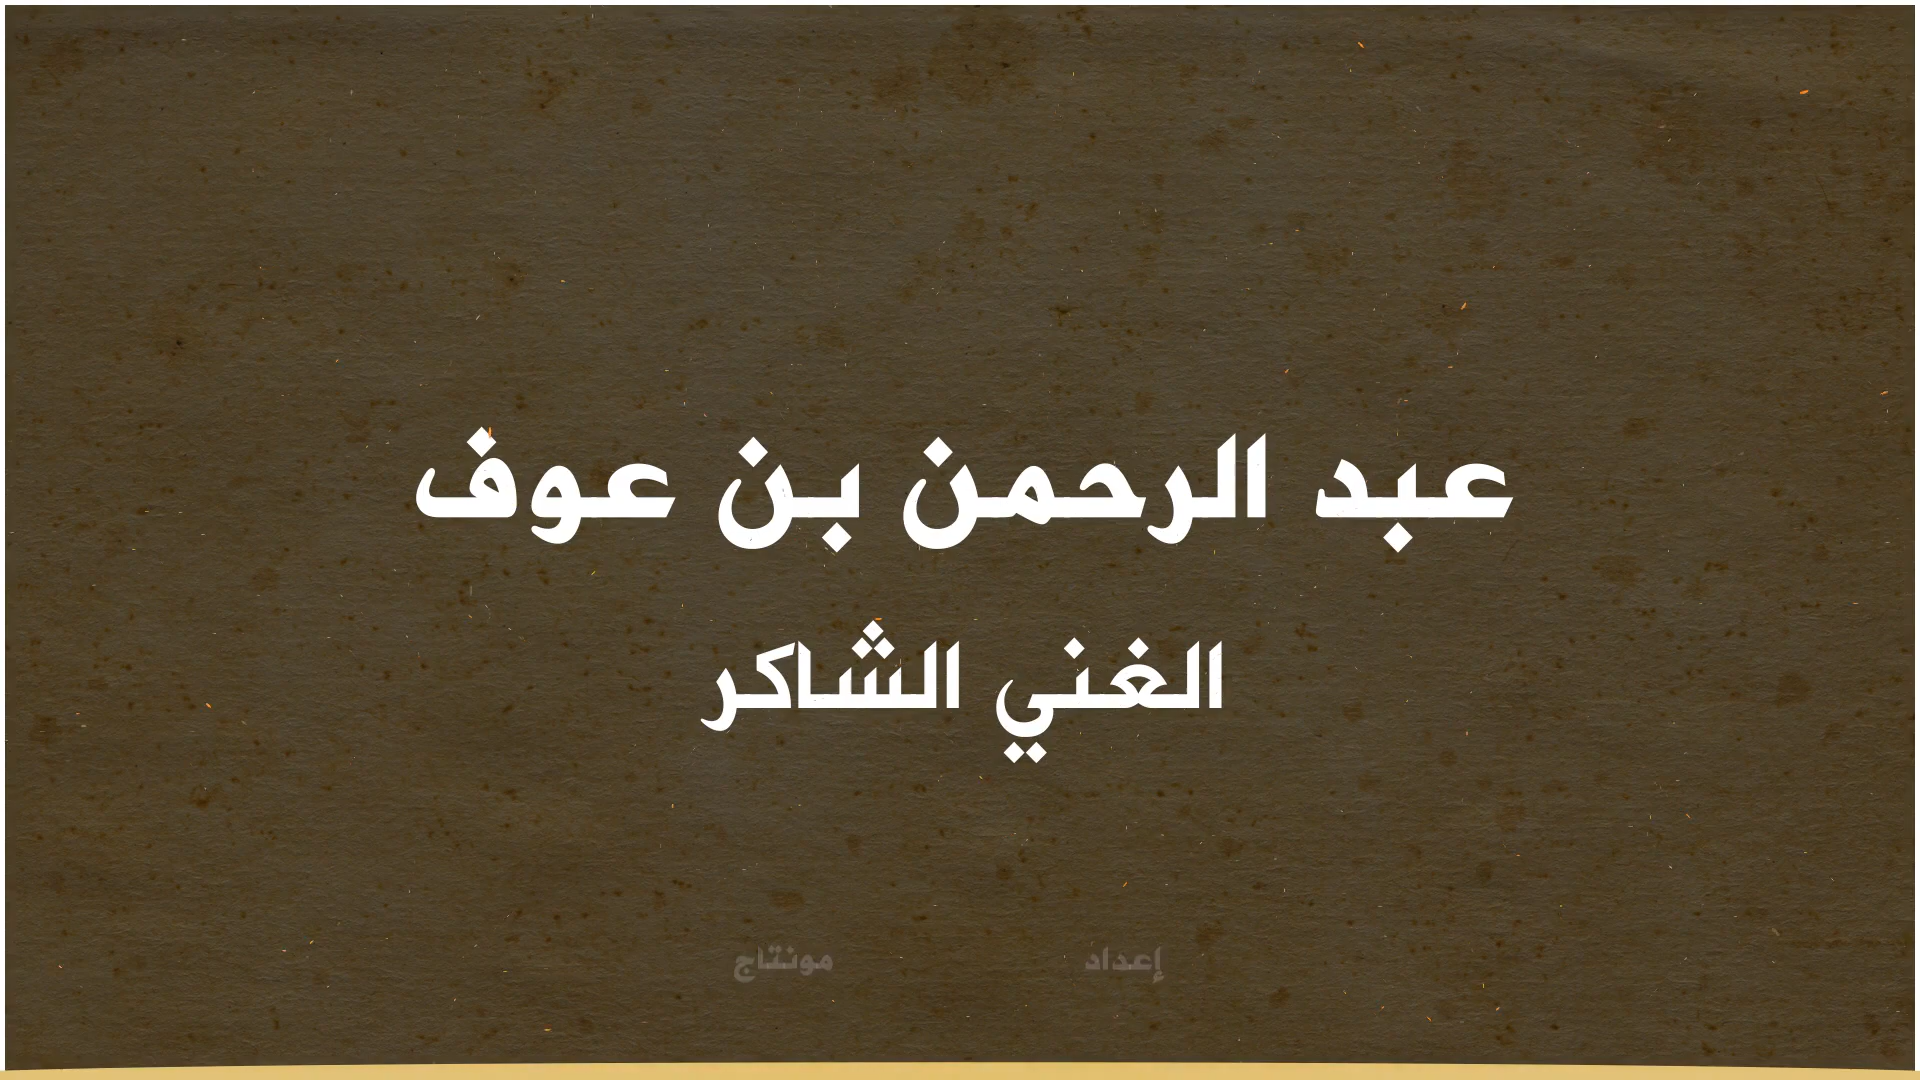 عبد الرحمن بن عوف
الغني الشاكر
إعداد مونتاج